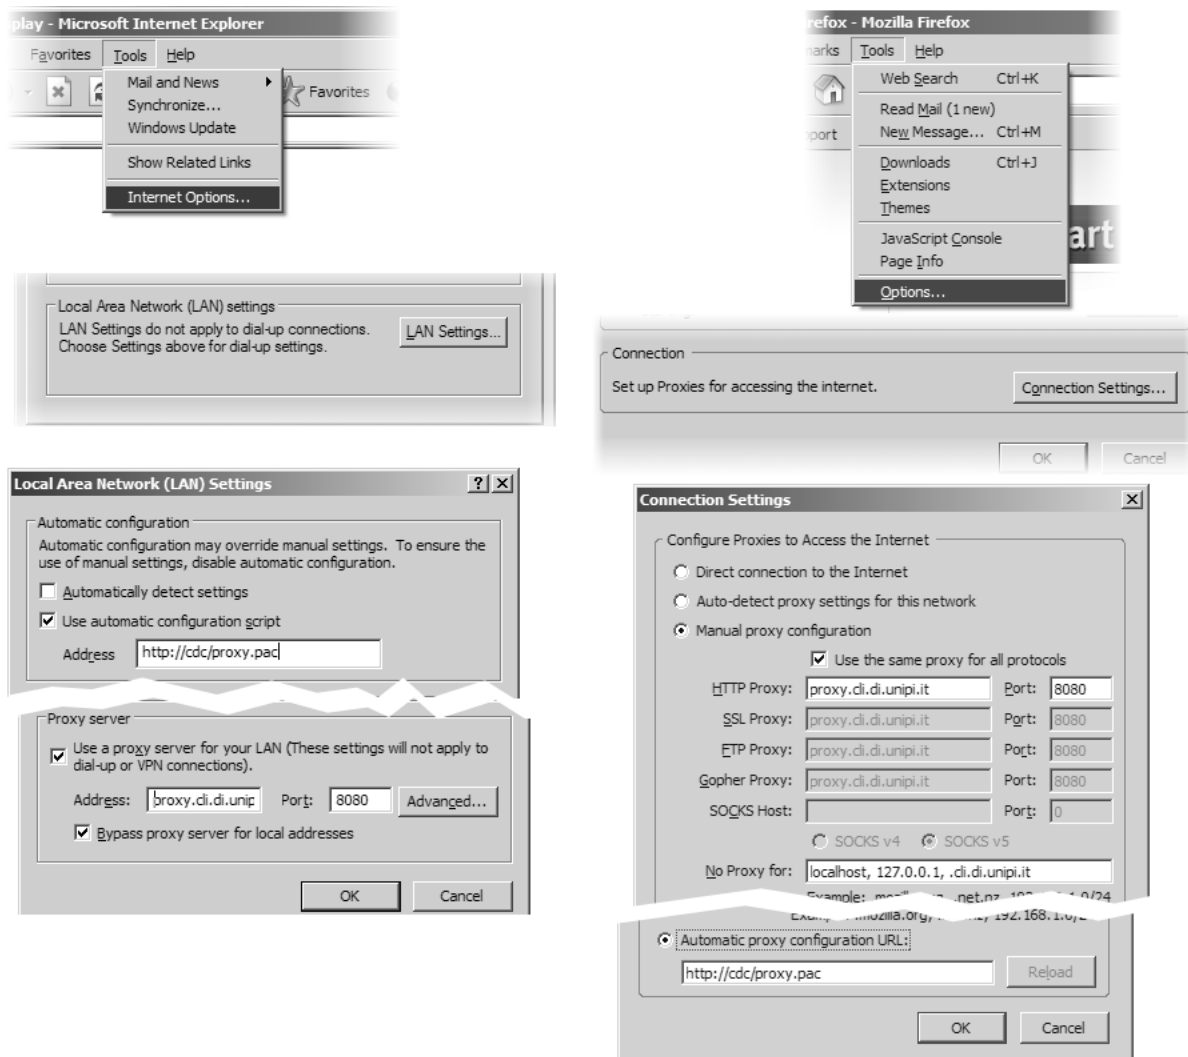 play - Microsoft Internet Explorer
Favorites Tools Help
Mail and News
Synchronize...
Windows Update
Show Related Links
Internet Options...
Favorites
Local Area Network (LAN) settings
LAN Settings do not apply to dial-up connections.
Choose Settings above for dial-up settings.
LAN Settings...
Local Area Network (LAN) Settings
Automatic configuration
Automatic configuration may override manual settings. To ensure the
use of manual settings, disable automatic configuration.
Automatically detect settings
Use automatic configuration script
Address http://cdc/proxy.pac
Proxy server
Use a proxy server for your LAN (These settings will not apply to
dial-up or VPN connections).
Address: proxy.cli.di.unip Port: 8080 Advanced...
Bypass proxy server for local addresses
OK Cancel
refox - Mozilla Firefox
marks Tools Help
Web Search Ctrl+K
Read Mail (1 new)
New Message... Ctrl+M
Downloads Ctrl+J
Extensions
Themes
JavaScript Console
Page Info
Options...
pport
art
Connection
Set up Proxies for accessing the internet. Connection Settings...
OK Cancel
Connection Settings
Configure Proxies to Access the Internet
Direct connection to the Internet
Auto-detect proxy settings for this network
Manual proxy configuration
Use the same proxy for all protocols
HTTP Proxy: proxy.cli.di.unipi.it Port: 8080
SSL Proxy: proxy.cli.di.unipi.it Port: 8080
FTP Proxy: proxy.cli.di.unipi.it Port: 8080
Gopher Proxy: proxy.cli.di.unipi.it Port: 8080
SOCKS Host: Port: 0
SOCKS v4 SOCKS v5
No Proxy for: localhost, 127.0.0.1, .cli.di.unipi.it
Example: .net.nz,
.mozilla.org,
Automatic proxy configuration URL:
http://cdc/proxy.pac Reload
OK Cancel